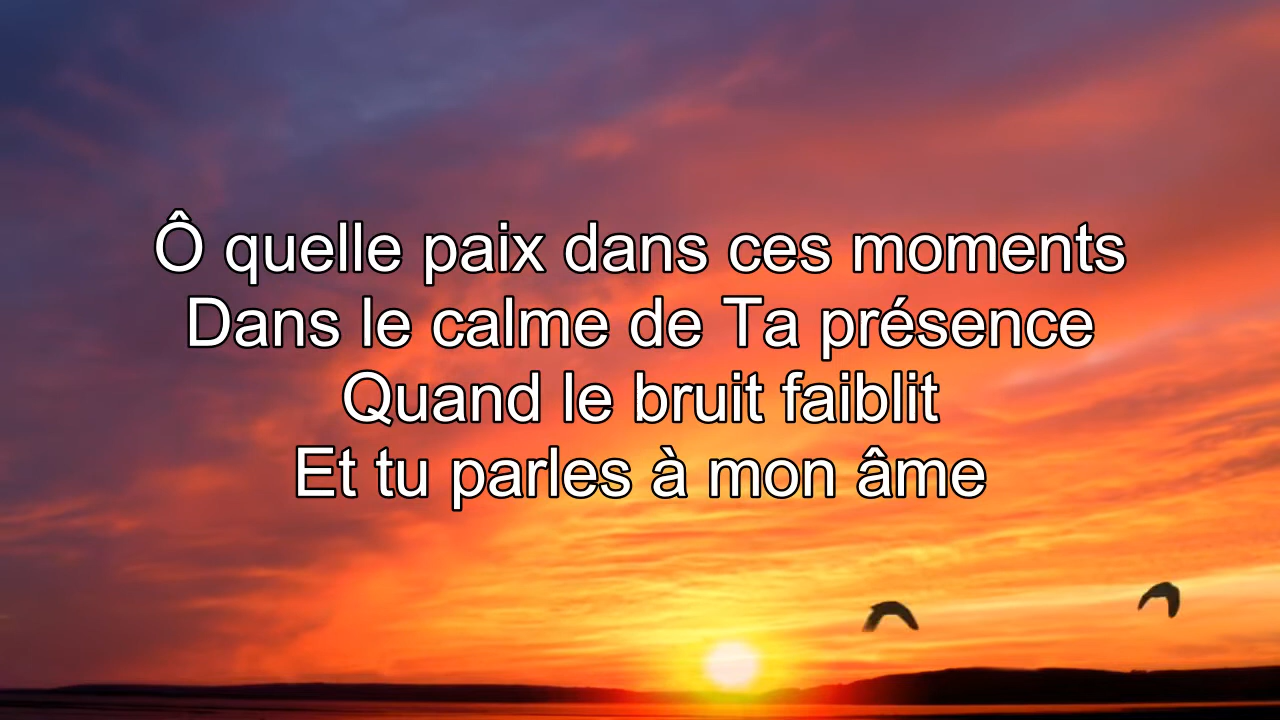 Ô quelle paix dans ces moments
Dans le calme de Ta présence
Quand le bruit faiblit
Et tu parles à mon âme